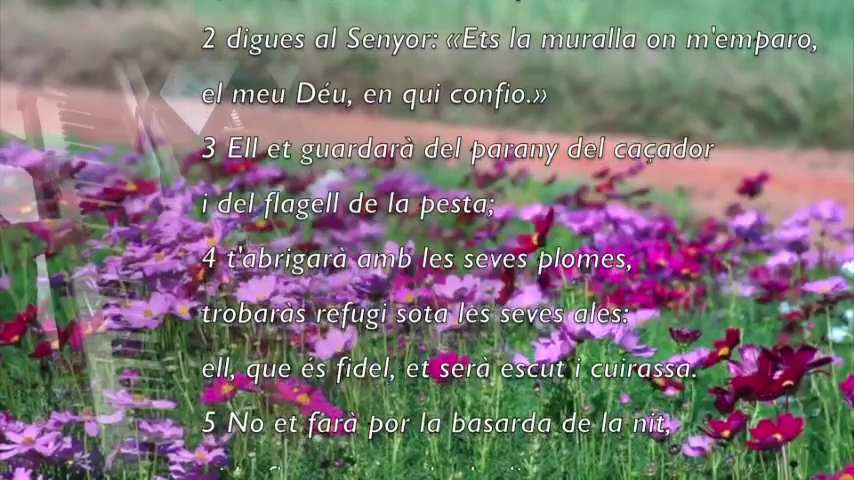 2 digues al Senyor: «Ets la muralla on m'emparo,
el meu Déu, en qui confio.»
3 Ell et guardarà del parany del caçador
i del flagell de la pesta;
4 t'abrigarà amb les seves plomes,
trobaràs refugi sota les seves ales:
ell, que és fidel, et serà escut i cuirassa.
5 No et farà por la basarda de la nit,